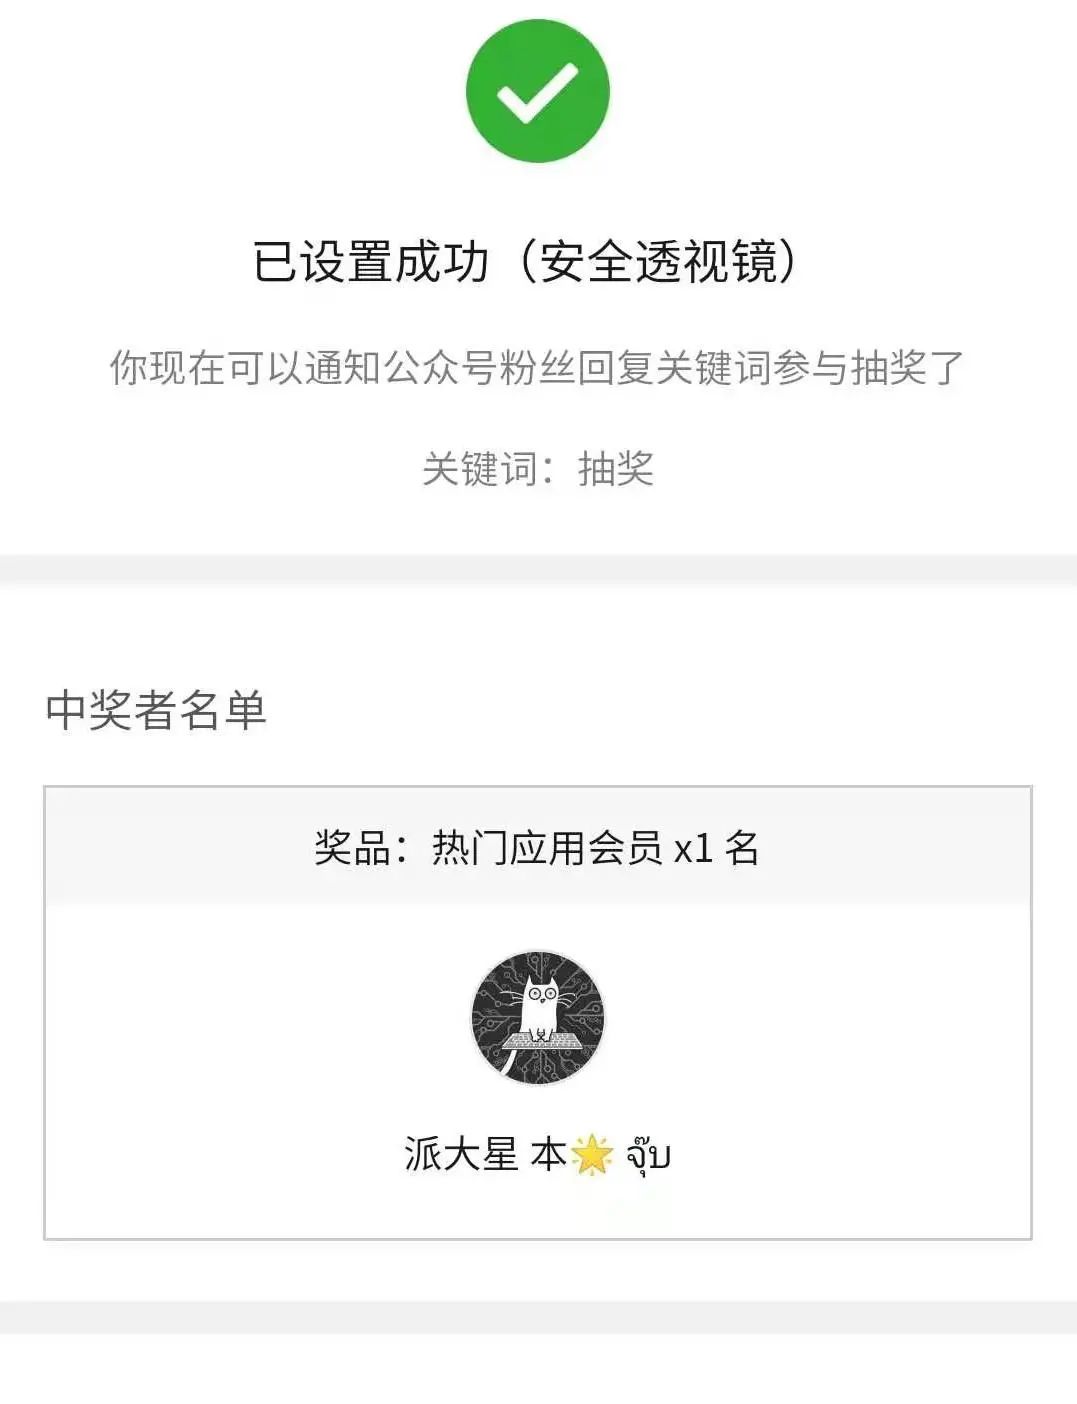 已设置成功（安全透视镜）
你现在可以通知公众号粉丝回复关键词参与抽奖了
关键词：抽奖
中奖者名单
奖品：热门应用会员 x1 名
派大星 本🌟 จุ๊บ